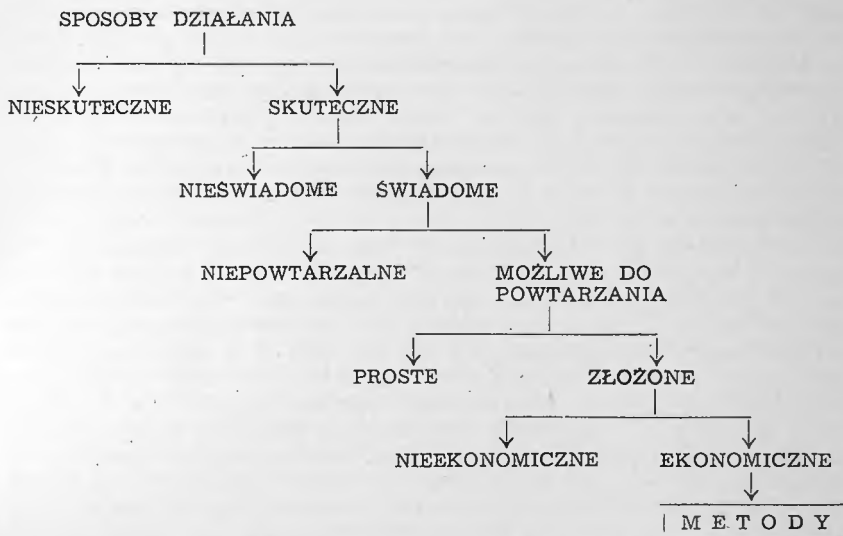 SPOSOBY DZIAŁANIA
NIESKUTECZNE SKUTECZNE
NIEŚWIADOME ŚWIADOME
NIEPOWTARZALNE MOŻLIWE DO
POWTARZANIA
PROSTE ZŁOŻONE
NIEEKONOMICZNE EKONOMICZNE
METODY